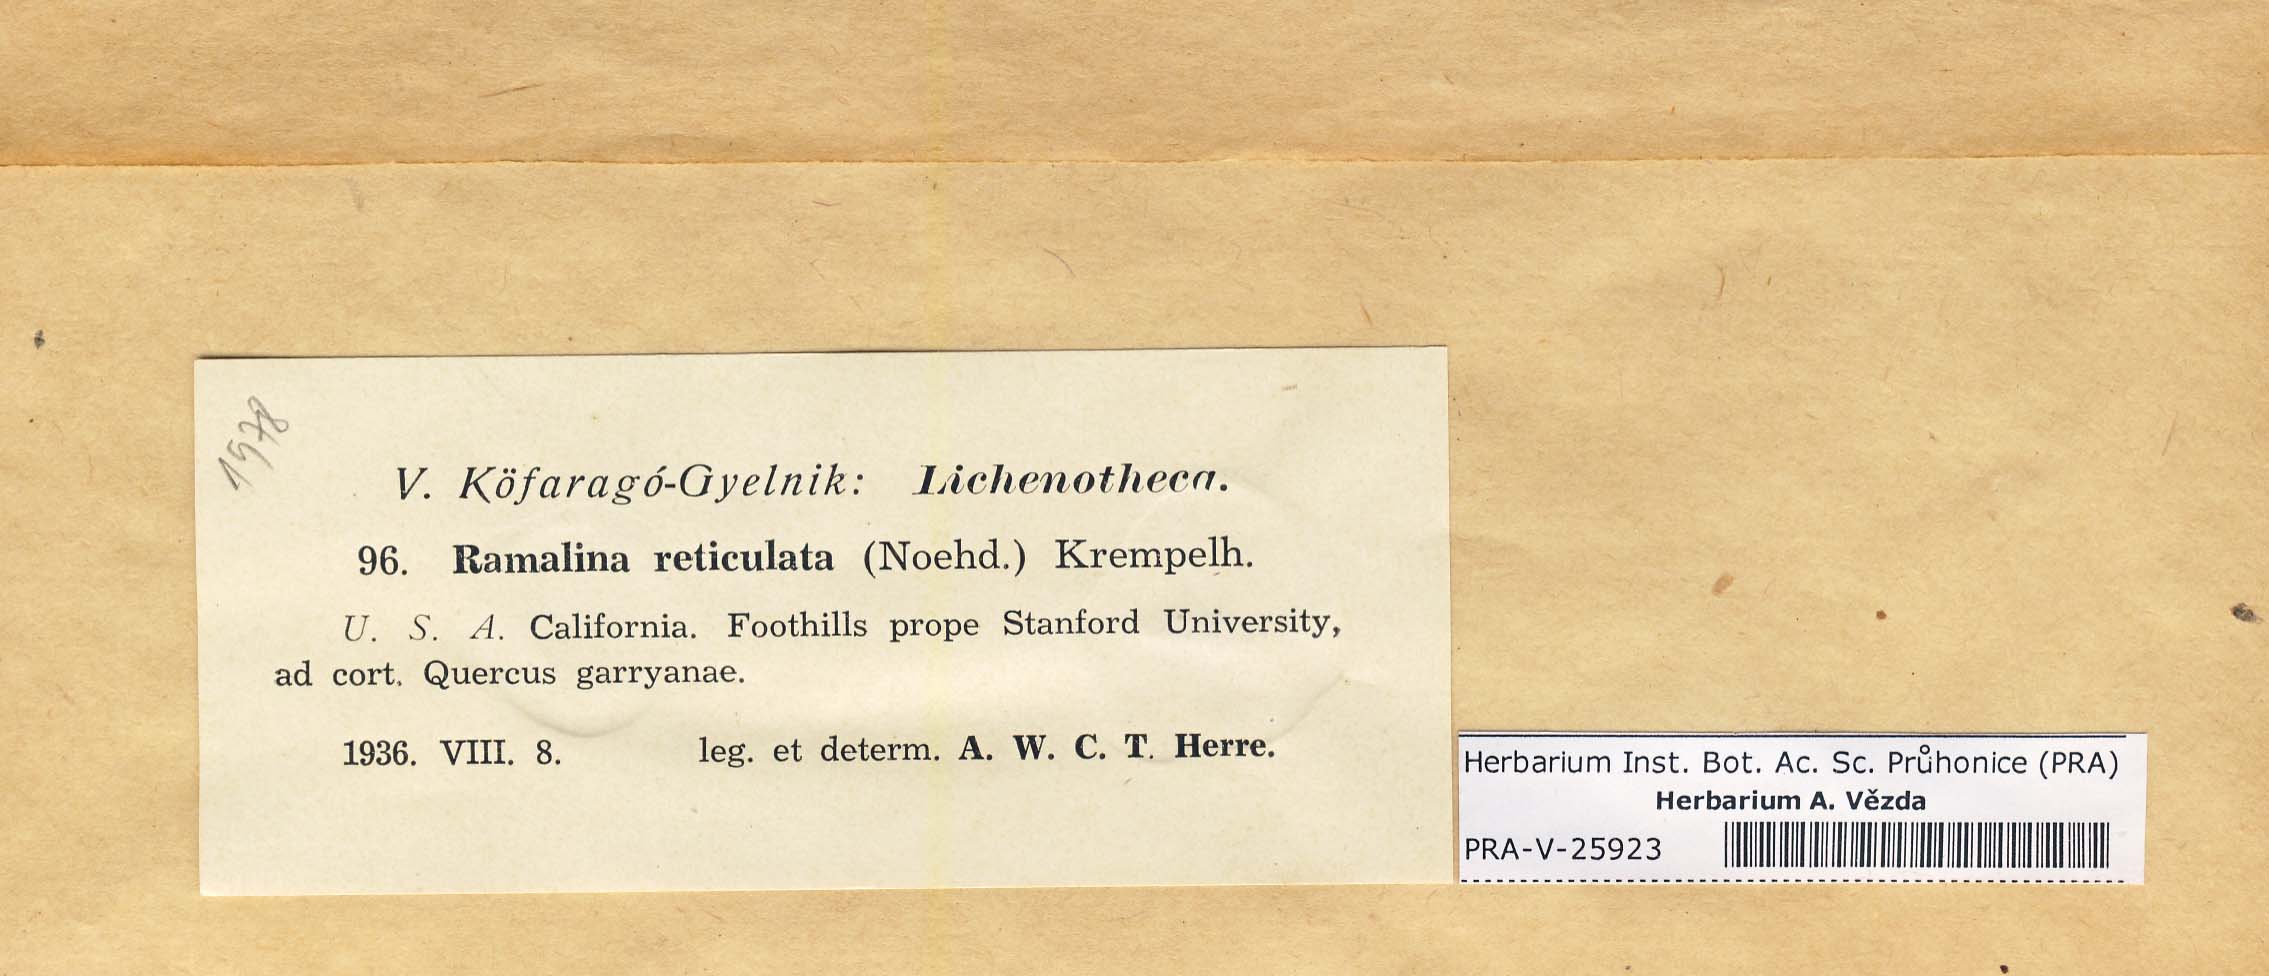 1978
V. Köfaragó-Gyelnik: Lichenotheca.
96. Ramalina reticulata (Noehd.) Krempelh.
U. S. A. California. Foothills prope Stanford University,
ad cort. Quercus garryanae.
1936. VIII. 8. leg. et determ. A. W. C. T. Herre.
Herbarium Inst. Bot. Ac. Sc. Průhonice (PRA)
Herbarium A. Vězda
PRA-V-25923